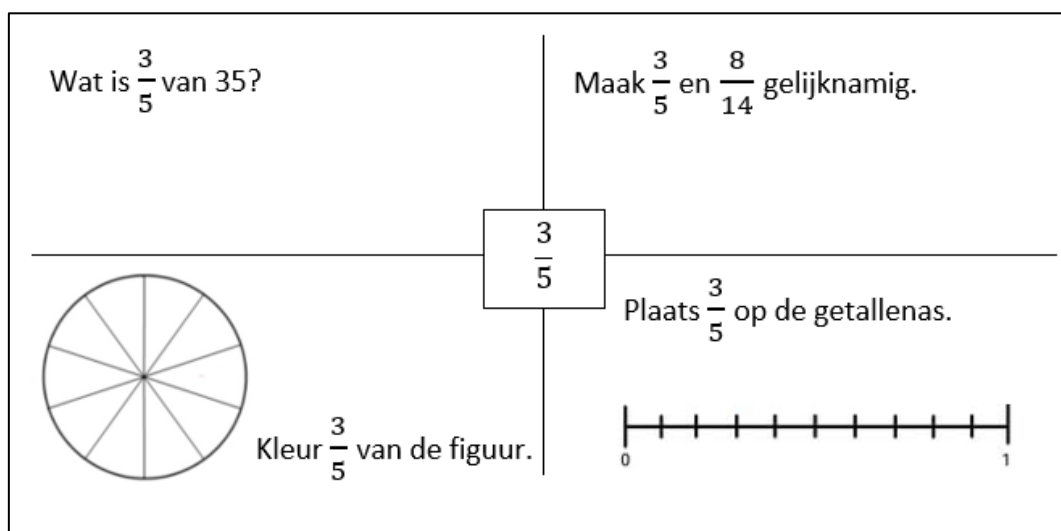 Wat is 3/5 van 35?
Maak 3/5 en 8/14 gelijknamig.
3/5
Kleur 3/5 van de figuur.
Plaats 3/5 op de getallenas.
0 1